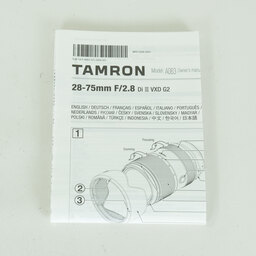 TAMRON
Model A063 Owner's manual
28-75mm F/2.8 Di III VXD G2
ENGLISH / DEUTSCH / FRANÇAIS / ESPAÑOL / ITALIANO / PORTUGUÊS /
NEDERLANDS / РУССКИЙ / ČESKY / SVENSKA / SLOVENSKY / MAGYAR /
POLSKI / ROMÂNĂ / TÜRKÇE / INDONESIA / 中文 / 한국어 / 日本語
1
2
3